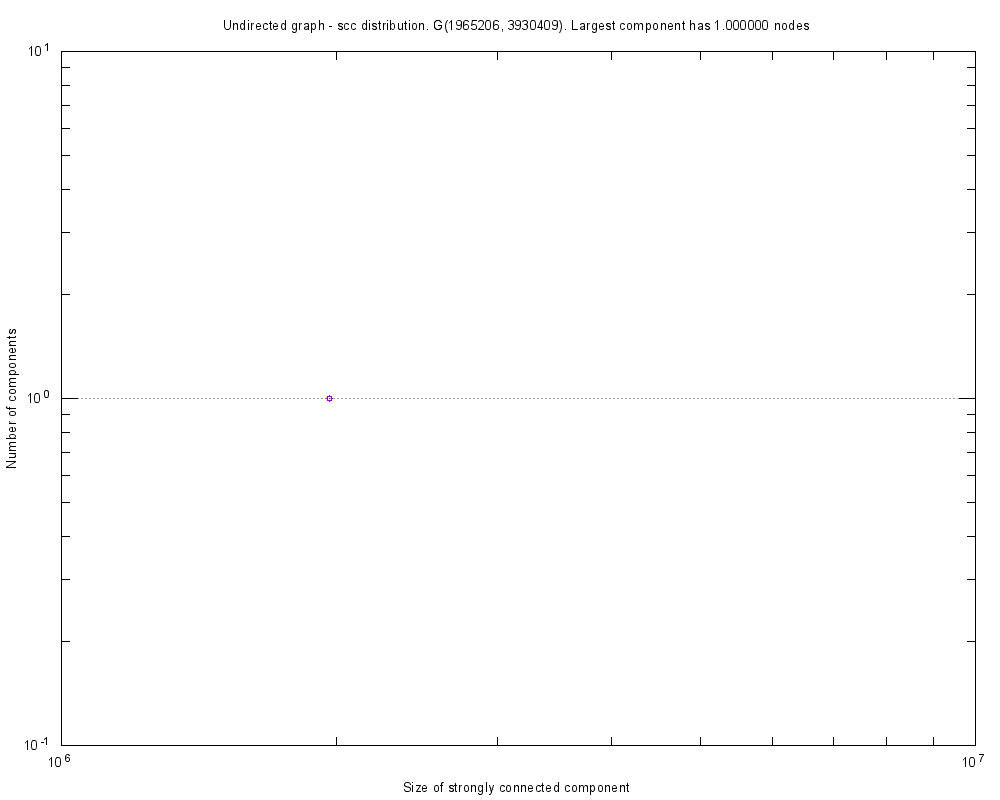 Undirected graph - scc distribution. G(1965206, 3930409). Largest component has 1.000000 nodes
10^1
10^0
10^-1
Number of components
10^6
10^7
Size of strongly connected component